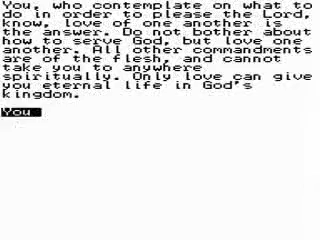 You, who contemplate on what to
do in order to please the Lord,
know, love of one another is
the answer. Do not bother about
how to serve God, but love one
another. All other commandments
are of the flesh, and cannot
take you to anywhere
spiritually. Only love can give
you eternal life in God's
kingdom.
You